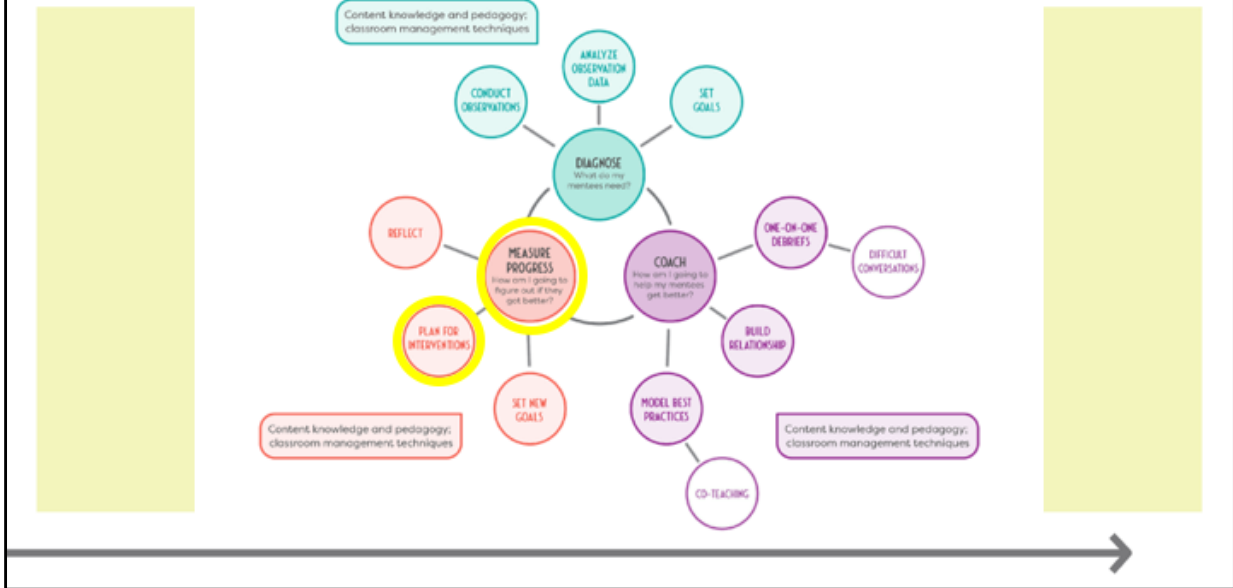 Content knowledge and pedagogy;
classroom management techniques
ANALYZE
OBSERVATION
DATA
CONDUCT
OBSERVATIONS
SET
GOALS
DIAGNOSE
What do my
mentees need?
REFLECT
MEASURE
PROGRESS
How am I going to
figure out if they
got better?
COACH
How am I going to
help my mentees
get better?
ONE-ON-ONE
DEBRIEFS
DIFFICULT
CONVERSATIONS
PLAN FOR
INTERVENTIONS
BUILD
RELATIONSHIP
SET NEW
GOALS
MODEL BEST
PRACTICES
Content knowledge and pedagogy;
classroom management techniques
Content knowledge and pedagogy;
classroom management techniques
CO-TEACHING